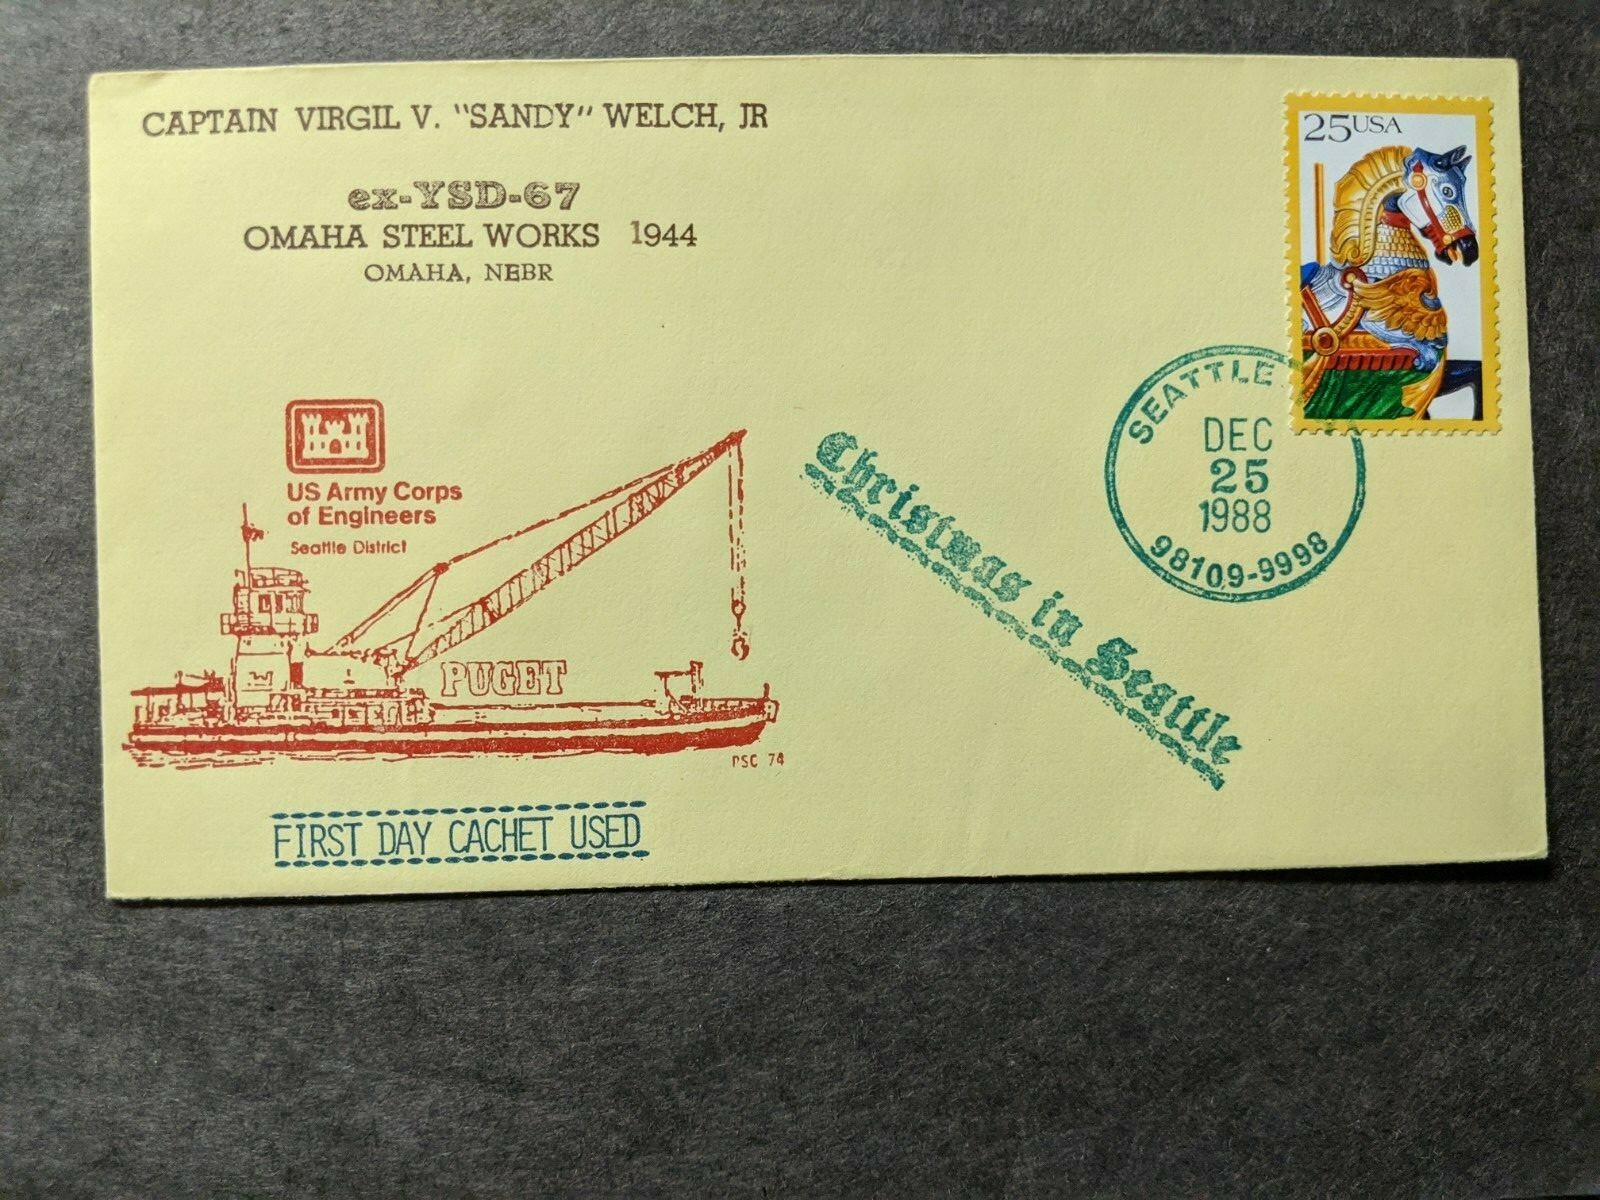 CAPTAIN VIRGIL V. "SANDY" WELCH, JR
ex-YSD-67
OMAHA STEEL WORKS 1944
OMAHA, NEBR
25USA
SEATTLE
DEC
25
1988
98109-9998
US Army Corps
of Engineers
Seattle District
Christmas in Seattle
PUGET
PSC 74
FIRST DAY CACHET USED